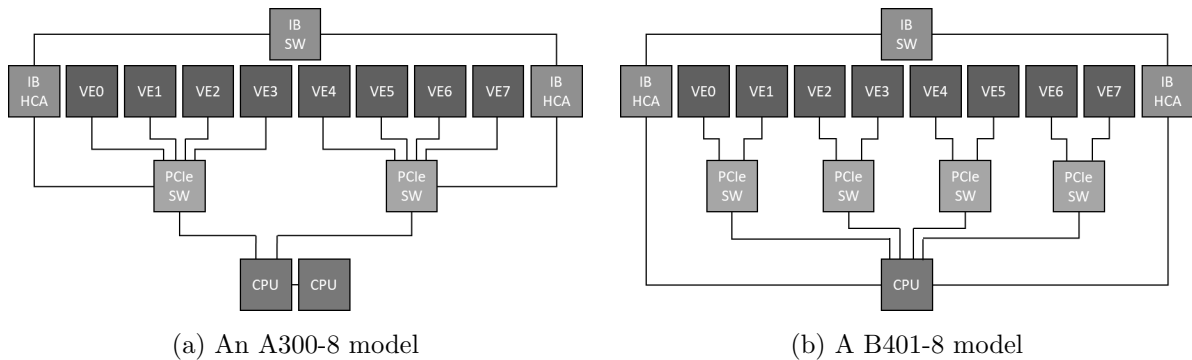 IB
SW
IB
HCA
VE0
VE1
VE2
VE3
VE4
VE5
VE6
VE7
IB
HCA
PCIe
SW
PCIe
SW
CPU
CPU
(a) An A300-8 model
IB
SW
IB
HCA
VE0
VE1
VE2
VE3
VE4
VE5
VE6
VE7
IB
HCA
PCIe
SW
PCIe
SW
PCIe
SW
PCIe
SW
CPU
(b) A B401-8 model